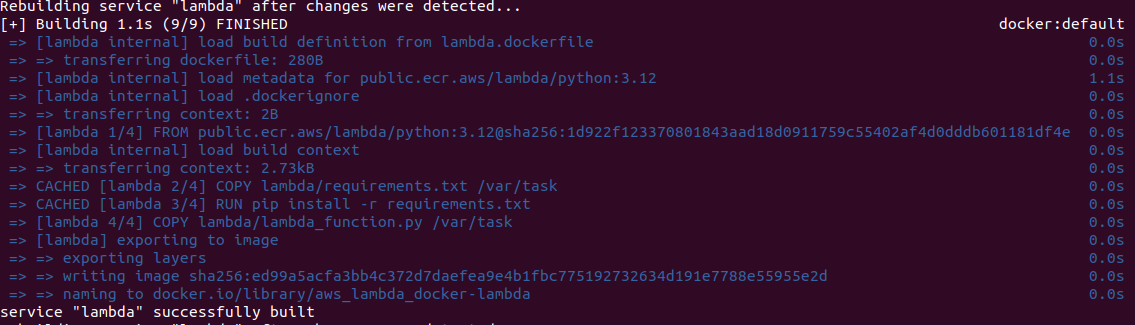 Rebuilding service "lambda" after changes were detected...
[+] Building 1.1s (9/9) FINISHED docker:default
=> [lambda internal] load build definition from lambda.dockerfile 0.0s
=> => transferring dockerfile: 280B 0.0s
=> [lambda internal] load metadata for public.ecr.aws/lambda/python:3.12 1.1s
=> [lambda internal] load .dockerignore 0.0s
=> => transferring context: 2B 0.0s
=> [lambda 1/4] FROM public.ecr.aws/lambda/python:3.12@sha256:1d922f123370801843aad18d0911759c55402af4d0dddb601181df4e 0.0s
=> [lambda internal] load build context 0.0s
=> => transferring context: 2.73kB 0.0s
=> CACHED [lambda 2/4] COPY lambda/requirements.txt /var/task 0.0s
=> CACHED [lambda 3/4] RUN pip install -r requirements.txt 0.0s
=> [lambda 4/4] COPY lambda/lambda_function.py /var/task 0.0s
=> [lambda] exporting to image 0.0s
=> => exporting layers 0.0s
=> => writing image sha256:ed99a5acfa3bb4c372d7daefea9e4b1fbc775192732634d191e7788e55955e2d 0.0s
=> => naming to docker.io/library/aws_lambda_docker-lambda 0.0s
service "lambda" successfully built